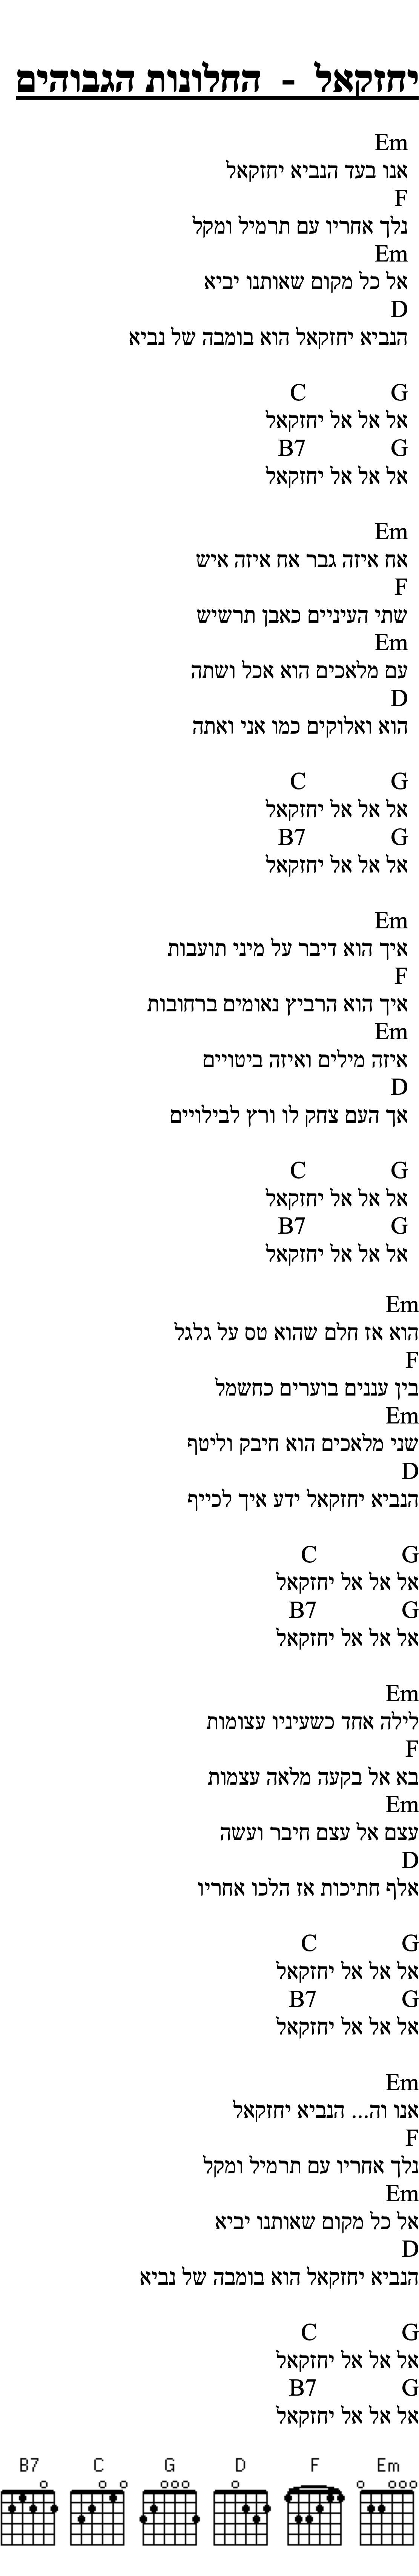 יחזקאל - החלונות הגבוהים
Em
אנו בעד הנביא יחזקאל
F
נלך אחריו עם תרמיל ומקל
Em
אל כל מקום שאותנו יביא
D
הנביא יחזקאל הוא בומבה של נביא
G C
אל אל אל יחזקאל
G B7
אל אל אל יחזקאל
Em
אח איזה גבר אח איזה איש
F
שתי העיניים כאבן תרשיש
Em
עם מלאכים הוא אכל ושתה
D
הוא ואלוקים כמו אני ואתה
G C
אל אל אל יחזקאל
G B7
אל אל אל יחזקאל
Em
איך הוא דיבר על מיני תועבות
F
איך הוא הרביץ נאומים ברחובות
Em
איזה מילים ואיזה ביטויים
D
אך העם צחק לו ורץ לבילויים
G C
אל אל אל יחזקאל
G B7
אל אל אל יחזקאל
Em
הוא אז חלם שהוא טס על גלגל
F
בין עננים בוערים כחשמל
Em
שני מלאכים הוא חיבק וליטף
D
הנביא יחזקאל ידע איך לכייף
G C
אל אל אל יחזקאל
G B7
אל אל אל יחזקאל
Em
לילה אחד כשעיניו עצומות
F
בא אל בקעה מלאה עצמות
Em
עצם אל עצם חיבר ועשה
D
אלף חתיכות אז הלכו אחריו
G C
אל אל אל יחזקאל
G B7
אל אל אל יחזקאל
Em
אנו וה... הנביא יחזקאל
F
נלך אחריו עם תרמיל ומקל
Em
אל כל מקום שאותנו יביא
D
הנביא יחזקאל הוא בומבה של נביא
G C
אל אל אל יחזקאל
G B7
אל אל אל יחזקאל
B7 C G D F Em